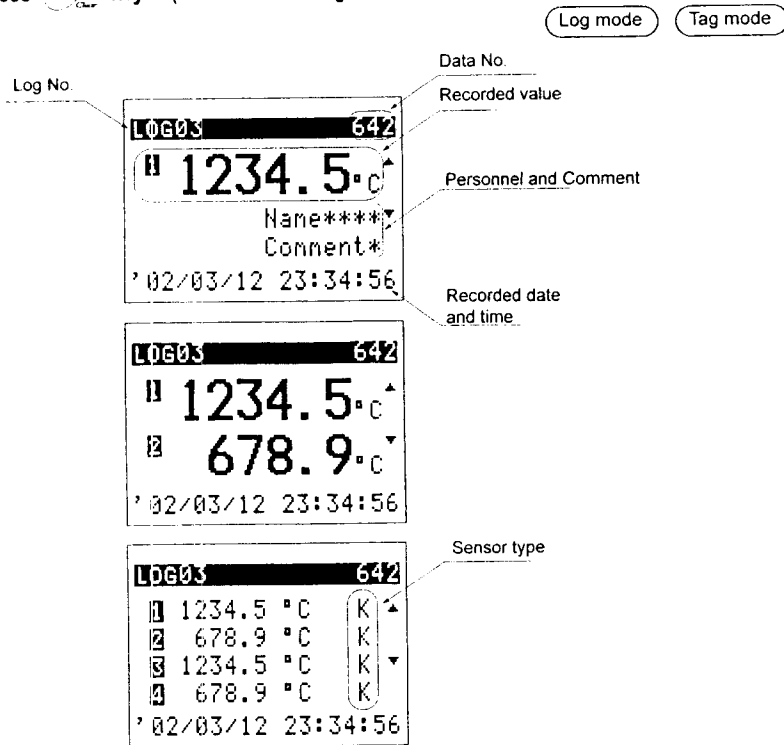 Log mode Tag mode
Data No.
Log No.
Recorded value
LOG03 642
1 1234.5°C
Personnel and Comment
Name****
Comment*
'02/03/12 23:34:56
Recorded date
and time
LOG03 642
1 1234.5°C
2 678.9°C
'02/03/12 23:34:56
Sensor type
LOG03 642
1 1234.5 °C K
2 678.9 °C K
3 1234.5 °C K
4 678.9 °C K
'02/03/12 23:34:56